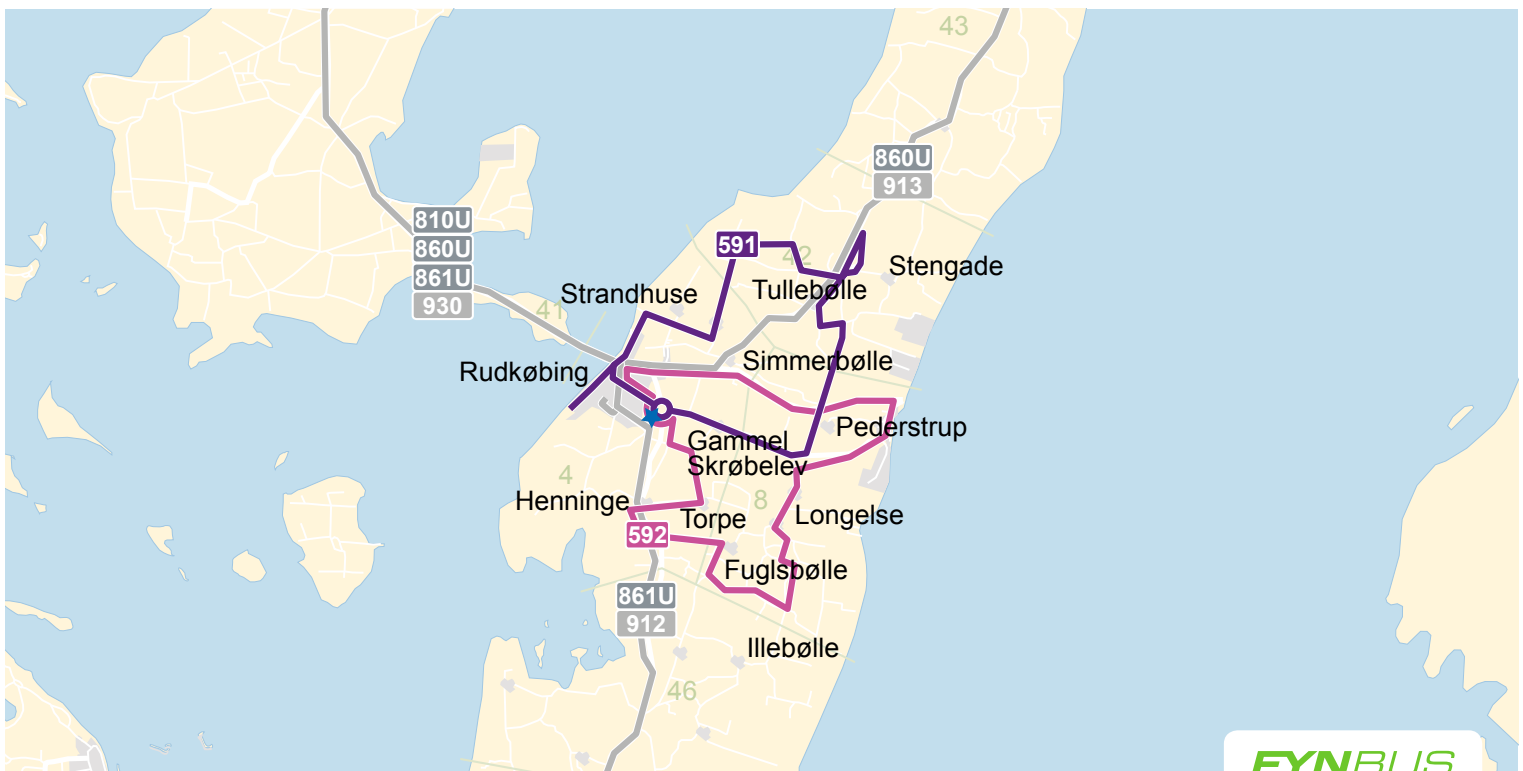 43
860U
913
810U
860U
861U
930
591
42
Stengade
Tullebølle
Strandhuse
41
Simmerbølle
Rudkøbing
Pederstrup
Gammel
Skrøbelev
4
Henninge
8
Longelse
Torpe
592
Fuglsbølle
861U
912
Illebølle
46
FYNBUS